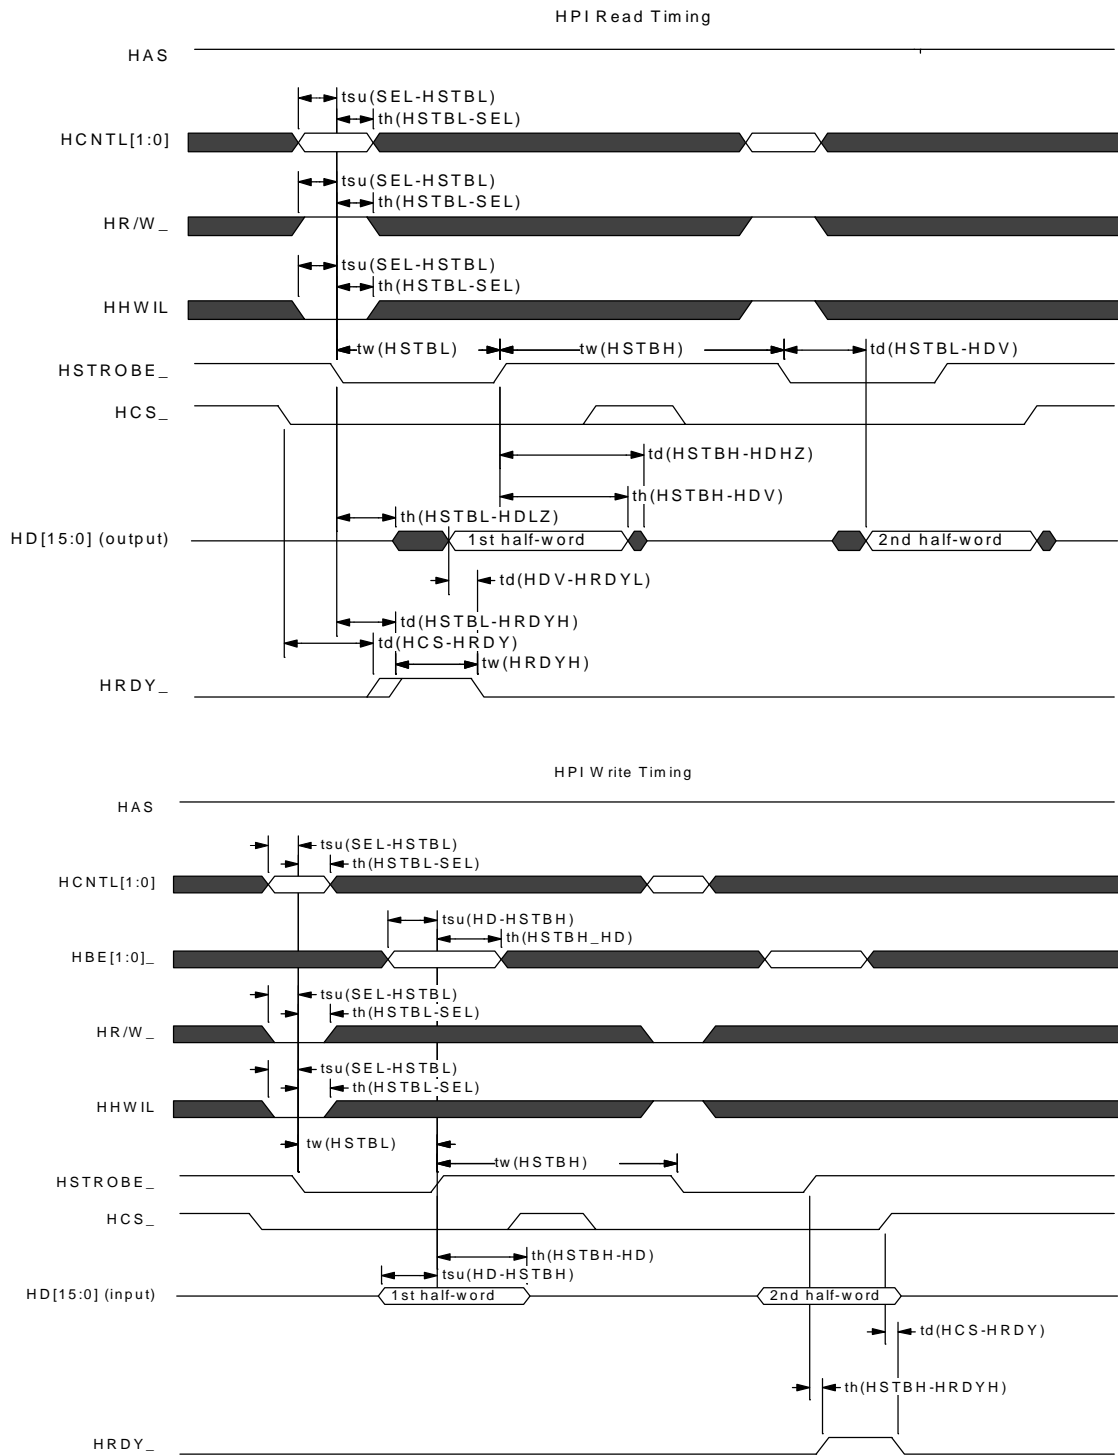 HPI Read Timing
HAS
tsu(SEL-HSTBL)
th(HSTBL-SEL)
HCNTL[1:0]
tsu(SEL-HSTBL)
th(HSTBL-SEL)
HR/W_
tsu(SEL-HSTBL)
th(HSTBL-SEL)
HHWIL
tw(HSTBL) tw(HSTBH) td(HSTBL-HDV)
HSTROBE_
HCS_
td(HSTBH-HDHZ)
th(HSTBH-HDV)
th(HSTBL-HDLZ)
HD[15:0] (output) 1st half-word 2nd half-word
td(HDV-HRDYL)
td(HSTBL-HRDYH)
td(HCS-HRDY)
tw(HRDYH)
HRDY_
HPI Write Timing
HAS
tsu(SEL-HSTBL)
th(HSTBL-SEL)
HCNTL[1:0]
tsu(HD-HSTBH)
th(HSTBH_HD)
HBE[1:0]_
tsu(SEL-HSTBL)
th(HSTBL-SEL)
HR/W_
tsu(SEL-HSTBL)
th(HSTBL-SEL)
HHWIL
tw(HSTBL)
tw(HSTBH)
HSTROBE_
HCS_
th(HSTBH-HD)
tsu(HD-HSTBH)
HD[15:0] (input) 1st half-word 2nd half-word
td(HCS-HRDY)
th(HSTBH-HRDYH)
HRDY_